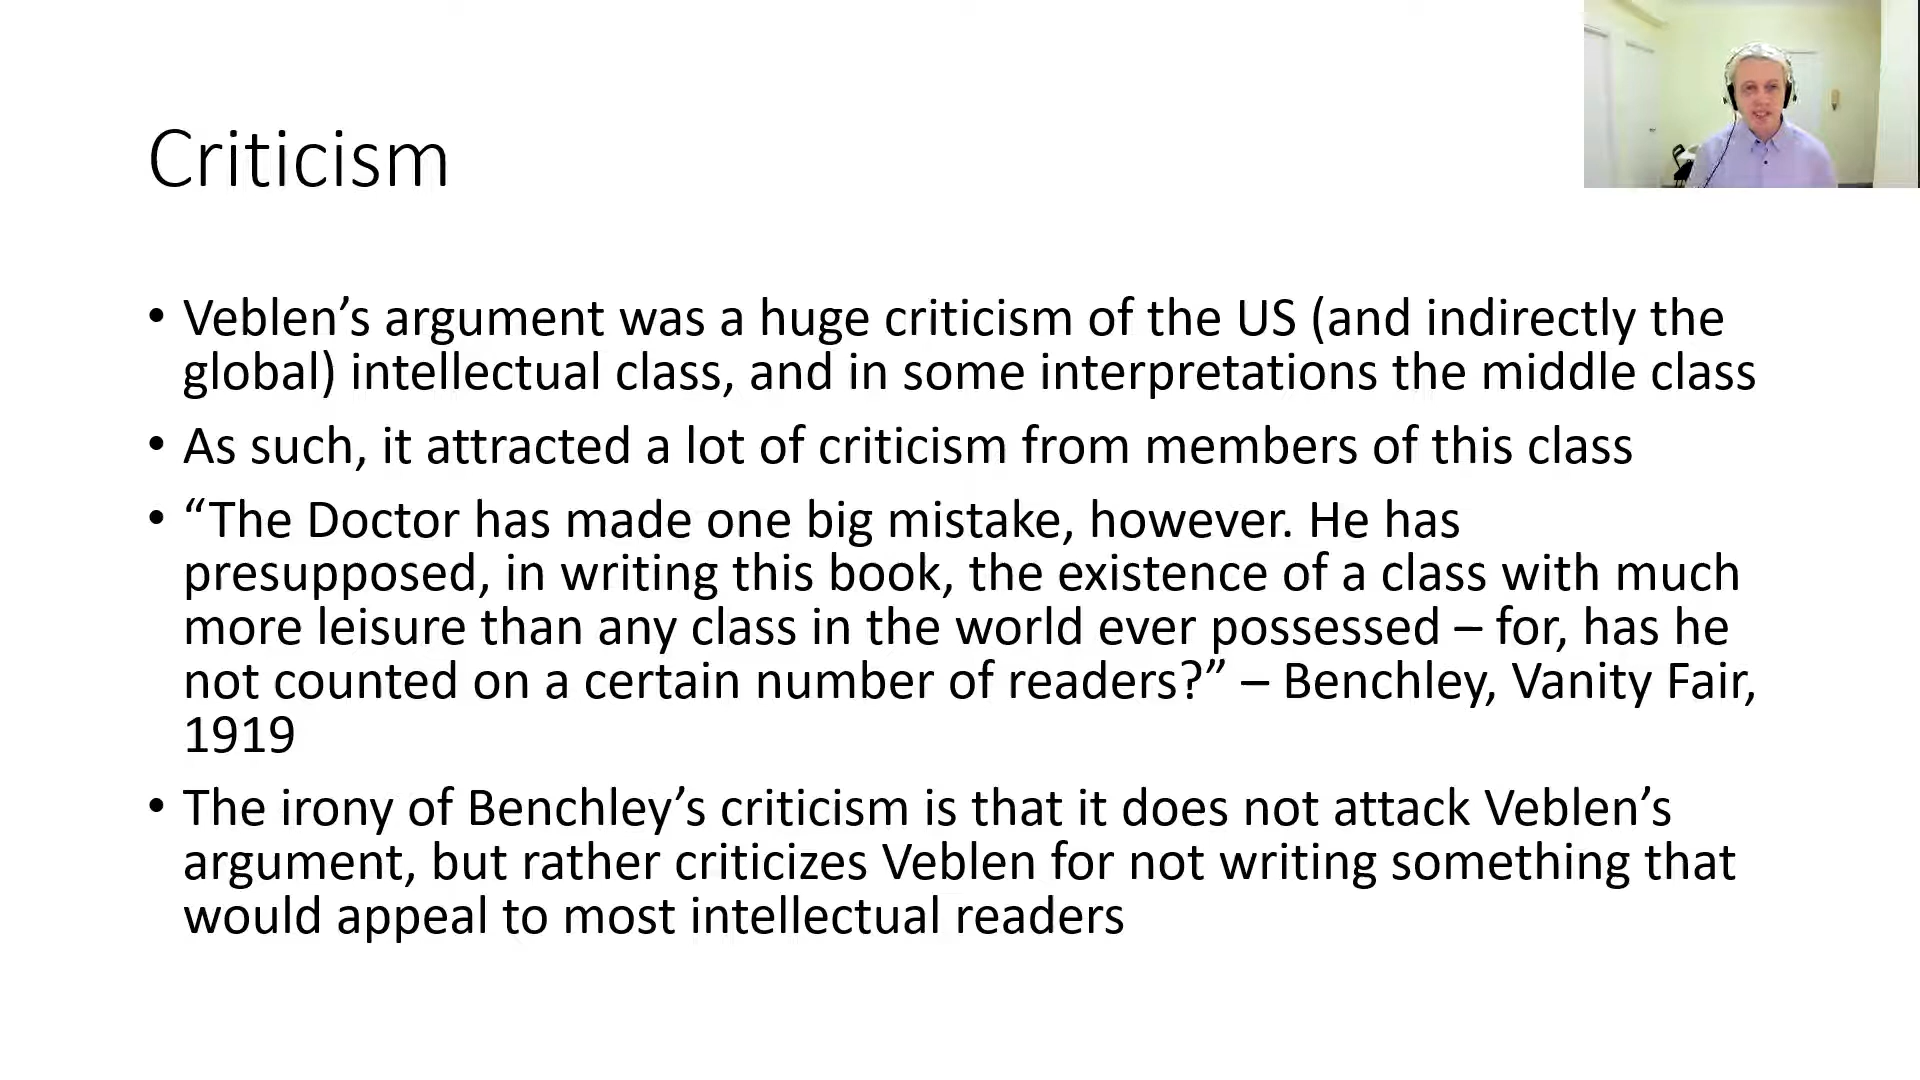 Criticism
• Veblen’s argument was a huge criticism of the US (and indirectly the
global) intellectual class, and in some interpretations the middle class
• As such, it attracted a lot of criticism from members of this class
• “The Doctor has made one big mistake, however. He has
presupposed, in writing this book, the existence of a class with much
more leisure than any class in the world ever possessed – for, has he
not counted on a certain number of readers?” – Benchley, Vanity Fair,
1919
• The irony of Benchley’s criticism is that it does not attack Veblen’s
argument, but rather criticizes Veblen for not writing something that
would appeal to most intellectual readers